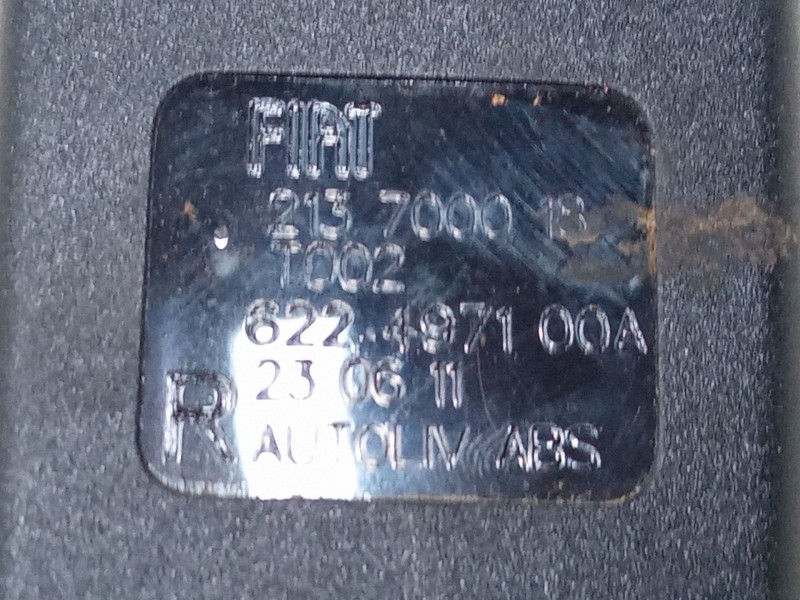 FIAT
213 7000 13
T002
622 4971 00A
23 06 11
R AUTOLIV ABS